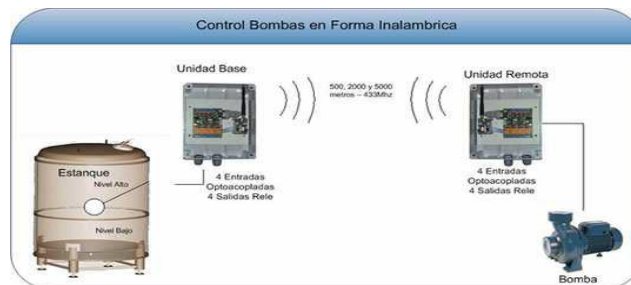 Control Bombas en Forma Inalambrica
Unidad Base
500, 2000 y 5000
metros – 433Mhz
Unidad Remota
Estanque
Nivel Alto
Nivel Bajo
4 Entradas
Optoacopladas
4 Salidas Rele
4 Entradas
Optoacopladas
4 Salidas Rele
Bomba